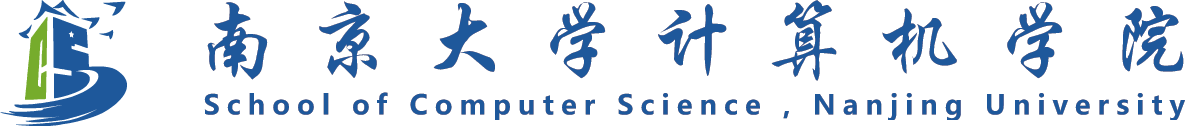 南京大学计算机学院
School of Computer Science , Nanjing University